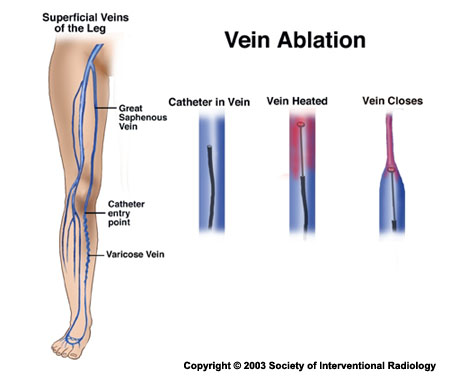 Superficial Veins
of the Leg
Vein Ablation
Great
Saphenous
Vein
Catheter in Vein
Vein Heated
Vein Closes
Catheter
entry
point
Varicose Vein
Copyright © 2003 Society of Interventional Radiology